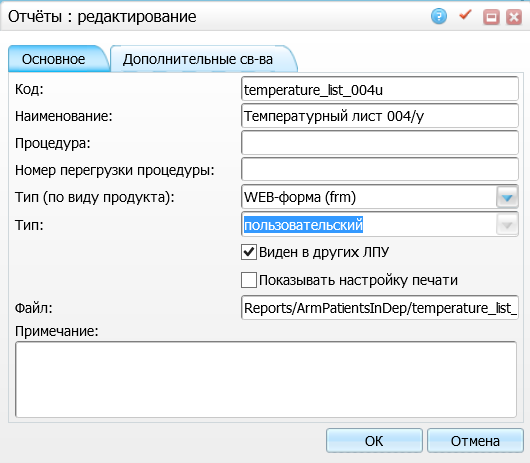 Отчёты : редактирование
Основное Дополнительные св-ва
Код: temperature_list_004u
Наименование: Температурный лист 004/у
Процедура:
Номер перегрузки процедуры:
Тип (по виду продукта): WEB-форма (frm)
Тип: пользовательский
Виден в других ЛПУ
Показывать настройку печати
Файл: Reports/ArmPatientsInDep/temperature_list_
Примечание:
OK Отмена